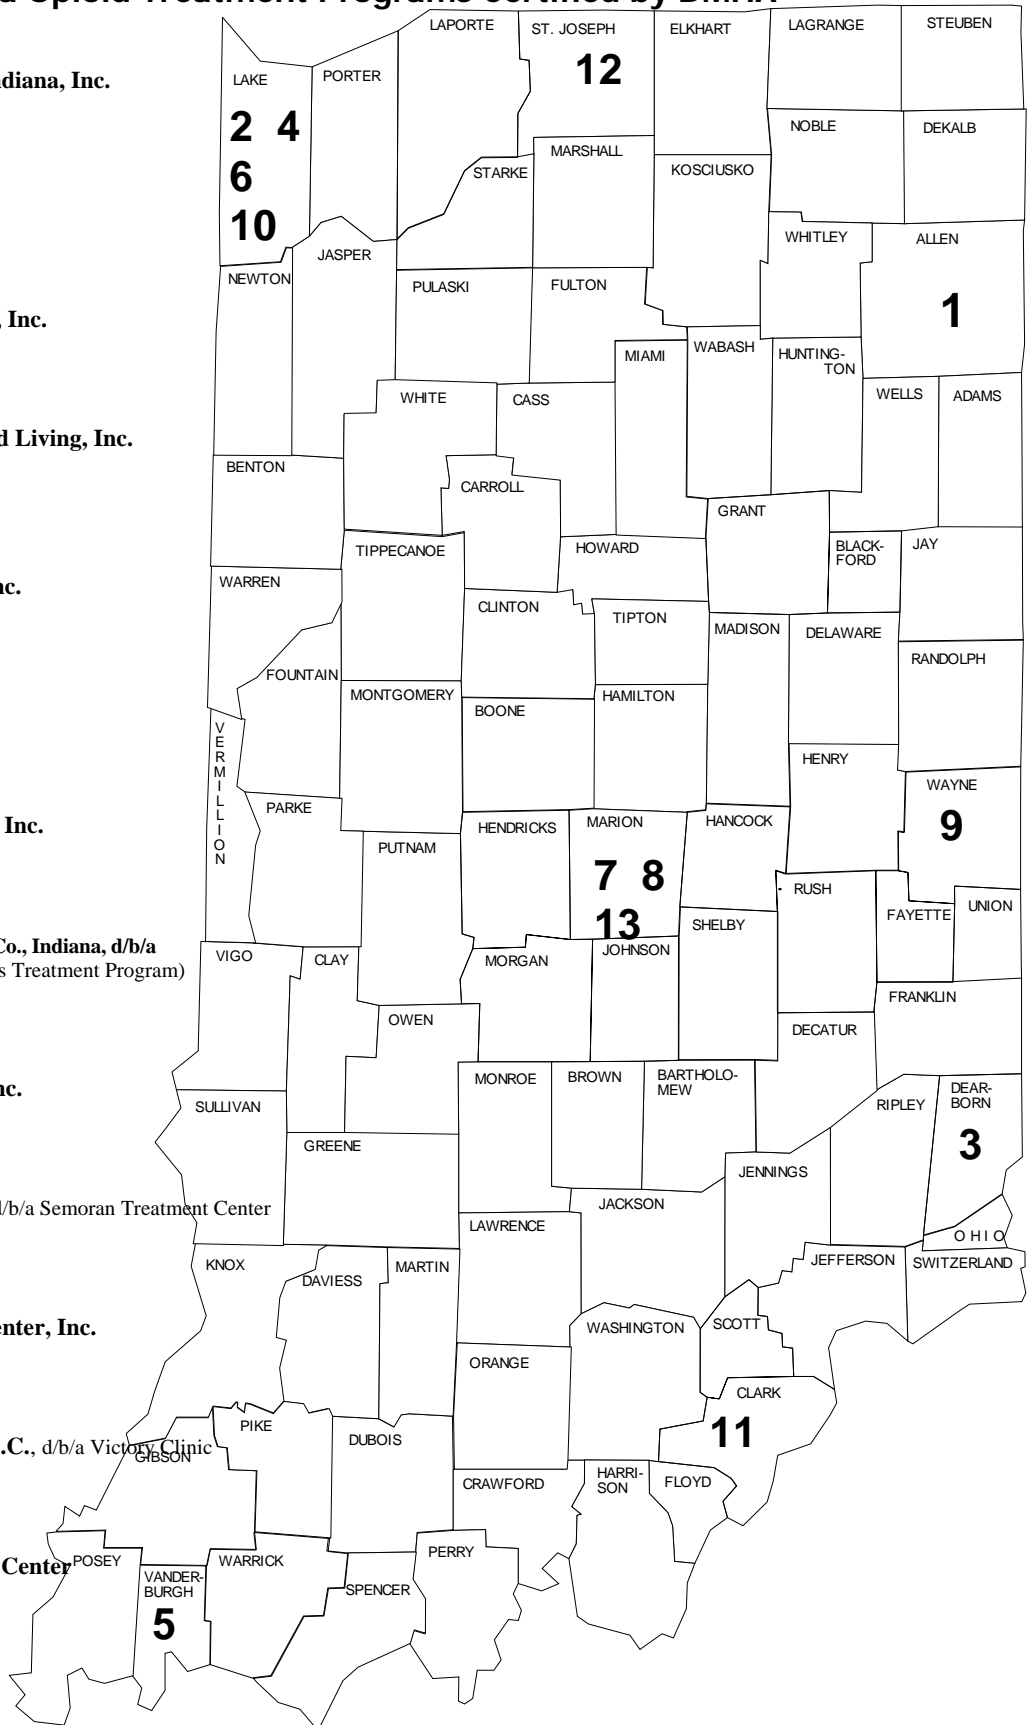 a Opioid Treatment Programs certified by DMHA
LAPORTE
ST. JOSEPH
ELKHART
LAGRANGE
STEUBEN
12
ndiana, Inc.
LAKE
PORTER
2 4
6
10
NOBLE
DEKALB
MARSHALL
STARKE
KOSCIUSKO
WHITLEY
ALLEN
JASPER
NEWTON
PULASKI
FULTON
1
, Inc.
MIAMI
WABASH
HUNTING-
TON
WHITE
CASS
WELLS
ADAMS
d Living, Inc.
BENTON
CARROLL
GRANT
TIPPECANOE
HOWARD
BLACK-
FORD
JAY
nc.
WARREN
CLINTON
TIPTON
MADISON
DELAWARE
RANDOLPH
FOUNTAIN
MONTGOMERY
BOONE
HAMILTON
VERMILLION
HENRY
WAYNE
9
PARKE
Inc.
HENDRICKS
MARION
HANCOCK
PUTNAM
7 8
13
RUSH
FAYETTE
UNION
SHELBY
Co., Indiana, d/b/a
s Treatment Program)
VIGO
CLAY
MORGAN
JOHNSON
FRANKLIN
OWEN
DECATUR
nc.
MONROE
BROWN
BARTHOLO-
MEW
DEAR-
BORN
3
SULLIVAN
RIPLEY
GREENE
JENNINGS
d/b/a Semoran Treatment Center
JACKSON
LAWRENCE
OHIO
KNOX
DAVIESS
MARTIN
JEFFERSON
SWITZERLAND
enter, Inc.
WASHINGTON
SCOTT
ORANGE
CLARK
11
PIKE
DUBOIS
.C., d/b/a Victory Clinic
GIBSON
CRAWFORD
HARRI-
SON
FLOYD
Center
POSEY
VANDER-
BURGH
5
WARRICK
SPENCER
PERRY